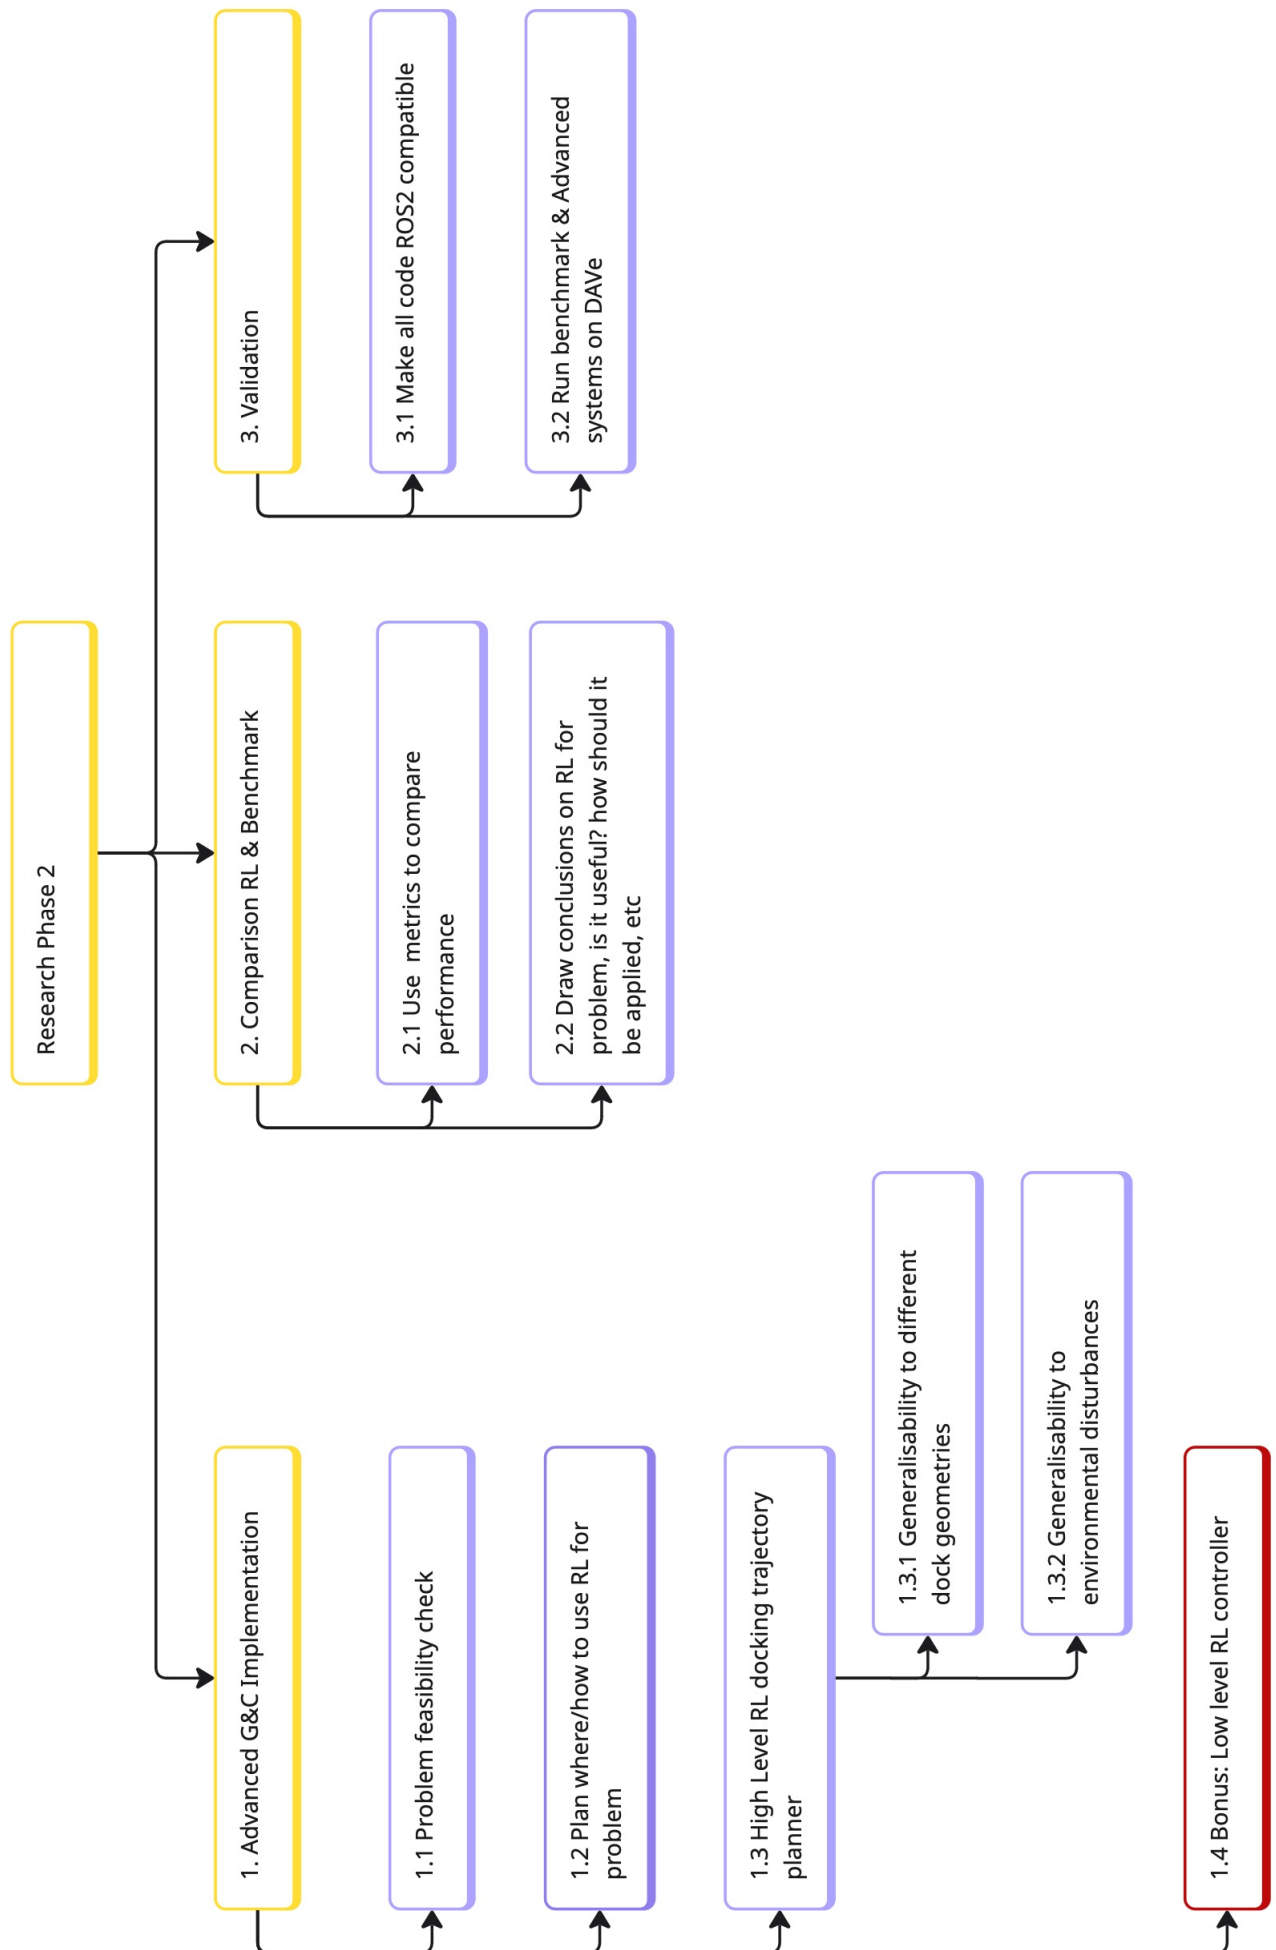 Research Phase 2
1. Advanced G&C Implementation
1.1 Problem feasibility check
1.2 Plan where/how to use RL for
problem
1.3 High Level RL docking trajectory
planner
1.3.1 Generalisability to different
dock geometries
1.3.2 Generalisability to
environmental disturbances
1.4 Bonus: Low level RL controller
2. Comparison RL & Benchmark
2.1 Use  metrics to compare
performance
2.2 Draw conclusions on RL for
problem, is it useful? how should it
be applied, etc
3. Validation
3.1 Make all code ROS2 compatible
3.2 Run benchmark & Advanced
systems on DAVe